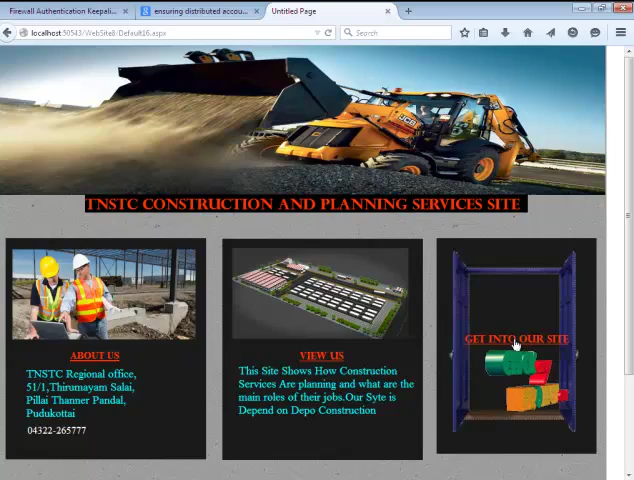 Firewall Authentication Keepali...
ensuring distributed accou...
Untitled Page
localhost:50543/WebSite8/Default16.aspx
Search
JCB
TNSTC CONSTRUCTION AND PLANNING SERVICES SITE
ABOUT US
TNSTC Regional office,
51/1,Thirumayam Salai,
Pillai Thanner Pandal,
Pudukottai
04322-265777
VIEW US
This Site Shows How Construction
Services Are planning and what are the
main roles of their jobs.Our Syte is
Depend on Depo Construction
GET INTO OUR SITE